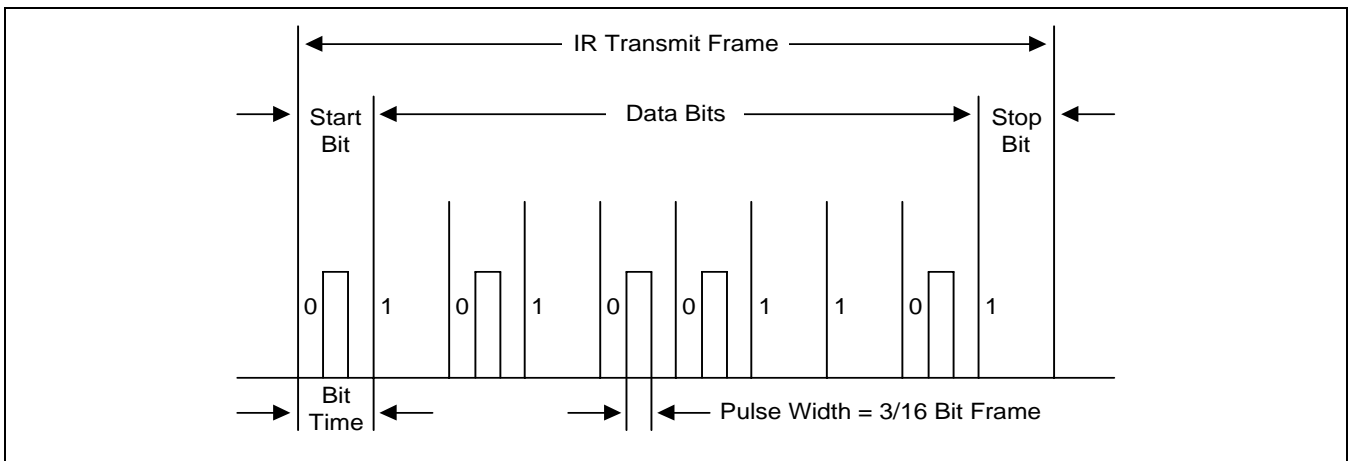 IR Transmit Frame
Start Bit
Data Bits
Stop Bit
0 1 0 1 0 0 1 1 0 1
Bit Time
Pulse Width = 3/16 Bit Frame